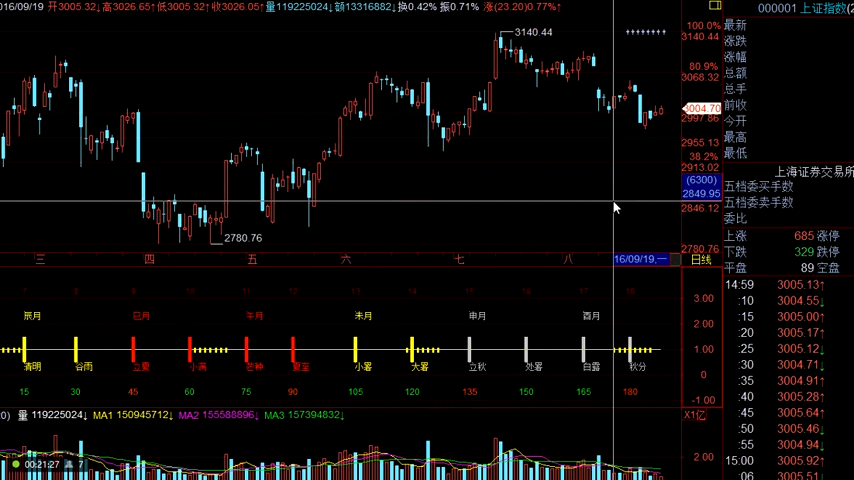 016/09/19 开3005.32↓高3026.65↑低3005.32↑收3026.05↑量119225024↓额13316882↓换0.42% 振0.71% 涨(23.20)0.77%↑
000001 上证指数(2
100.0%
3140.44
3140.44
80.9%
3068.32
3004.70
2997.86
2955.13
38.2%
2913.02
(6300)
2849.95
2846.12
2780.76
2780.76
三 四 五 六 七 八 16/09/19,一 日线
最新
涨跌
涨幅
总额
总手
前收
今开
最高
最低
上海证券交易所
五档委买手数
五档委卖手数
委比
上涨 685 涨停
下跌 329 跌停
平盘 89 空盘
14:59 3005.13↑
:10 3004.55↓
:15 3005.00↑
:20 3005.17↑
:25 3005.12↓
:30 3004.71↓
:35 3004.91↑
:40 3005.28↑
:45 3005.64↑
:50 3005.46↓
:55 3004.94↓
15:00 3005.92↑
:06 3005.51↓
辰月 巳月 午月 未月 申月 酉月
清明 谷雨 立夏 小满 芒种 夏至 小署 大署 立秋 处署 白露 秋分
15 30 45 60 75 90 105 120 135 150 165 180
3.00
2.00
1.00
0
-1.00
20) 量 119225024↓ MA1 150945712↓ MA2 155588896↓ MA3 157394832↓
X1亿
2.00
00:21:27 7